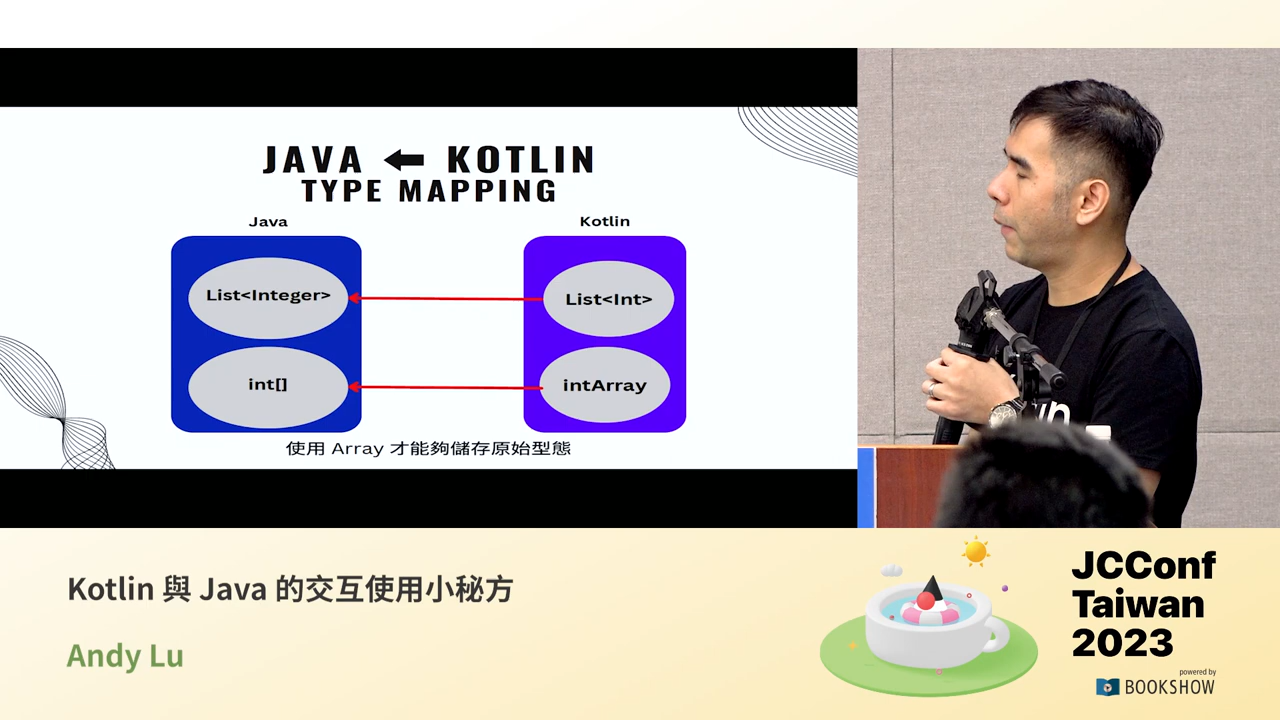 JAVA ← KOTLIN
TYPE MAPPING
Java
Kotlin
List<Integer>
List<Int>
int[]
intArray
使用 Array 才能夠儲存原始型態
Kotlin 與 Java 的交互使用小秘方
Andy Lu
JCConf
Taiwan
2023
powered by
BOOKSHOW